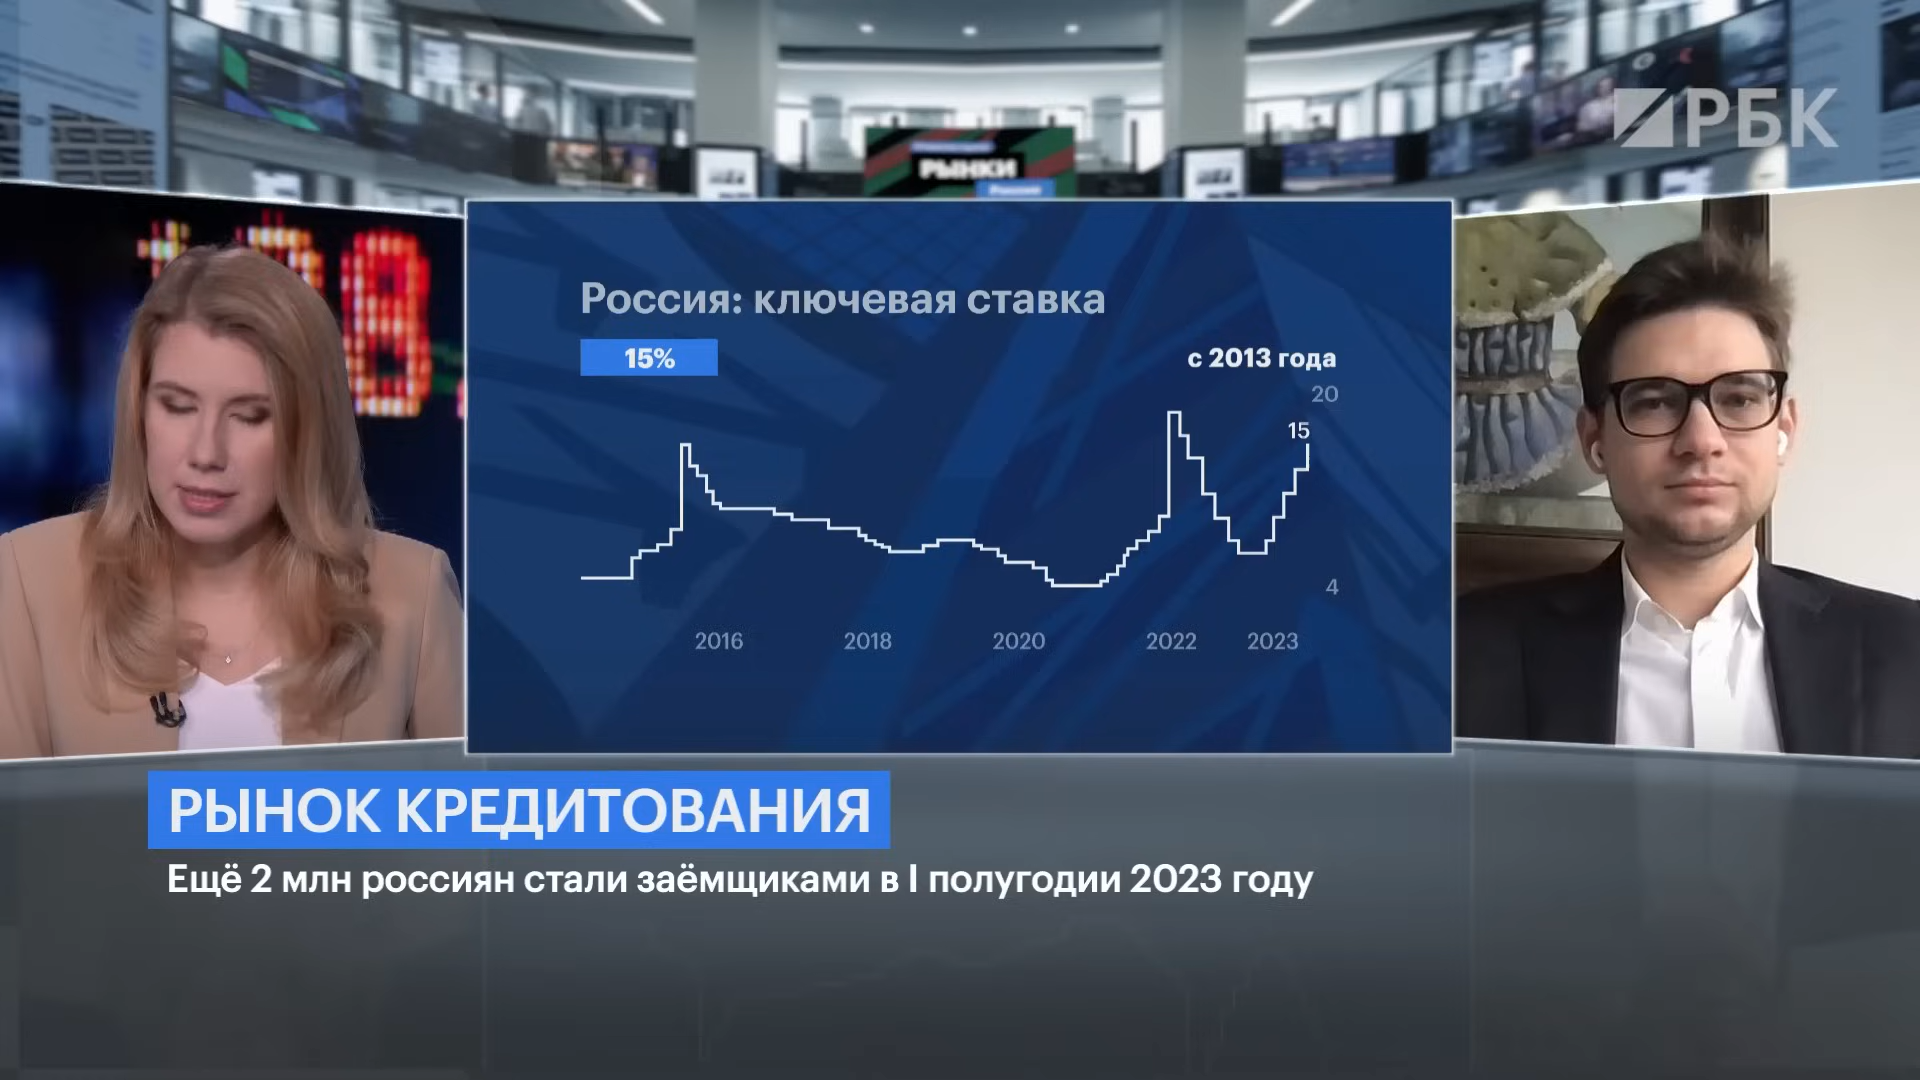 РБК
РЫНКИ
Россия: ключевая ставка
15%
с 2013 года
20
15
4
2016
2018
2020
2022
2023
РЫНОК КРЕДИТОВАНИЯ
Ещё 2 млн россиян стали заёмщиками в I полугодии 2023 году